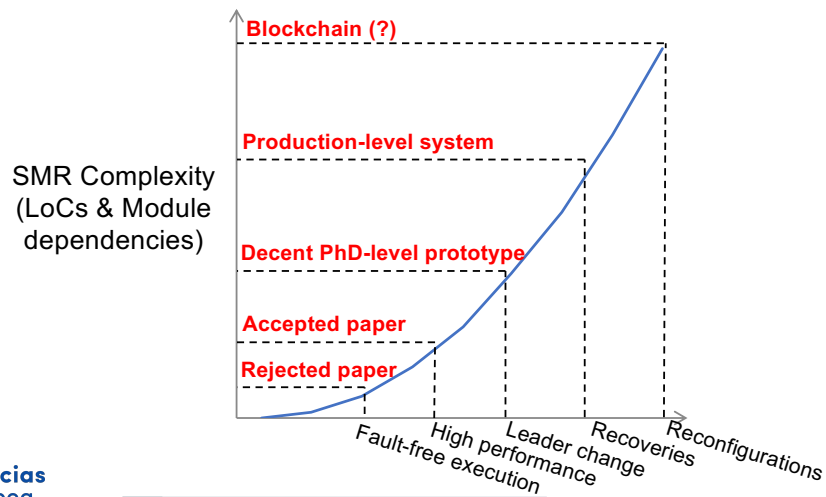 Blockchain (?)
Production-level system
SMR Complexity
(LoCs & Module
dependencies)
Decent PhD-level prototype
Accepted paper
Rejected paper
Fault-free execution
High performance
Leader change
Recoveries
Reconfigurations
cias